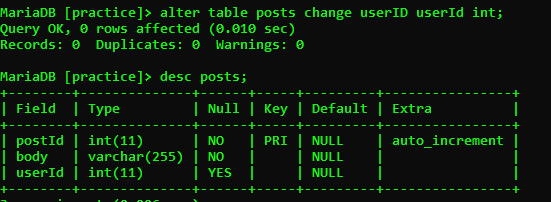 MariaDB [practice]> alter table posts change userID userId int;
Query OK, 0 rows affected (0.010 sec)
Records: 0  Duplicates: 0  Warnings: 0
MariaDB [practice]> desc posts;
+--------+--------------+------+-----+---------+----------------+
| Field  | Type         | Null | Key | Default | Extra          |
+--------+--------------+------+-----+---------+----------------+
| postId | int(11)      | NO   | PRI | NULL    | auto_increment |
| body   | varchar(255) | NO   |     | NULL    |                |
| userId | int(11)      | YES  |     | NULL    |                |
+--------+--------------+------+-----+---------+----------------+